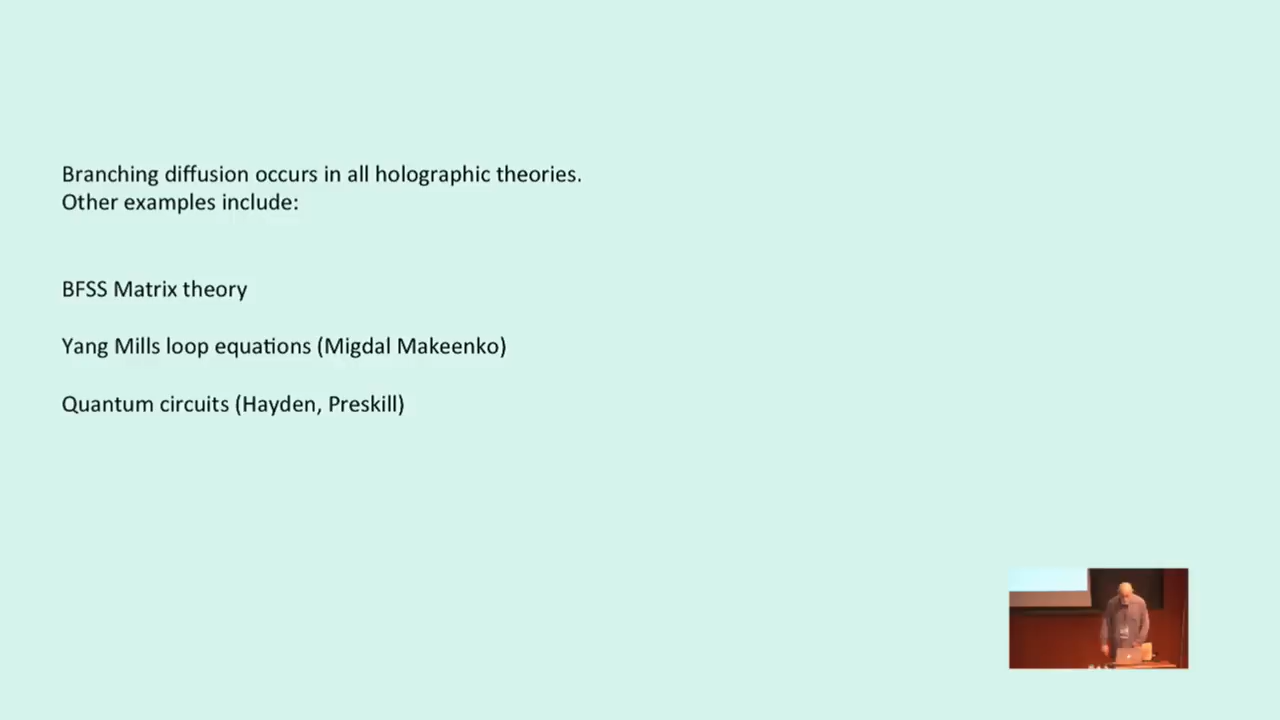 Branching diffusion occurs in all holographic theories.
Other examples include:
BFSS Matrix theory
Yang Mills loop equations (Migdal Makeenko)
Quantum circuits (Hayden, Preskill)